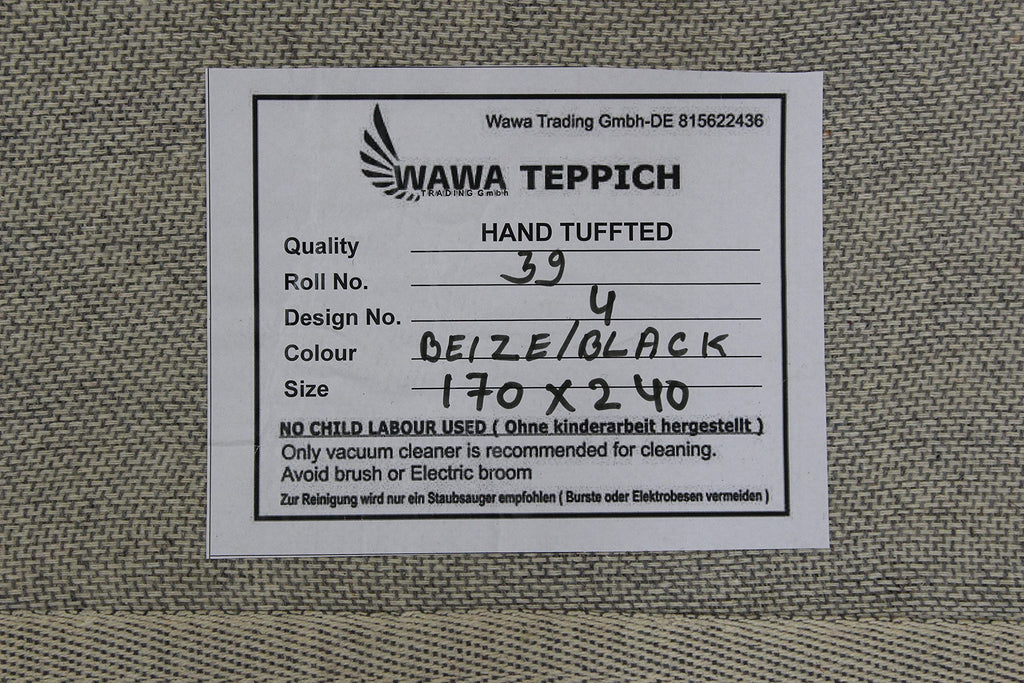 Wawa Trading Gmbh-DE 815622436
WAWA TEPPICH
TRADING Gmbh
Quality HAND TUFFTED
Roll No. 39
Design No. 4
Colour BEIZE/BLACK
Size 170 X 240
NO CHILD LABOUR USED ( Ohne kinderarbeit hergestellt )
Only vacuum cleaner is recommended for cleaning.
Avoid brush or Electric broom
Zur Reinigung wird nur ein Staubsauger empfohlen ( Burste oder Elektrobesen vermeiden )